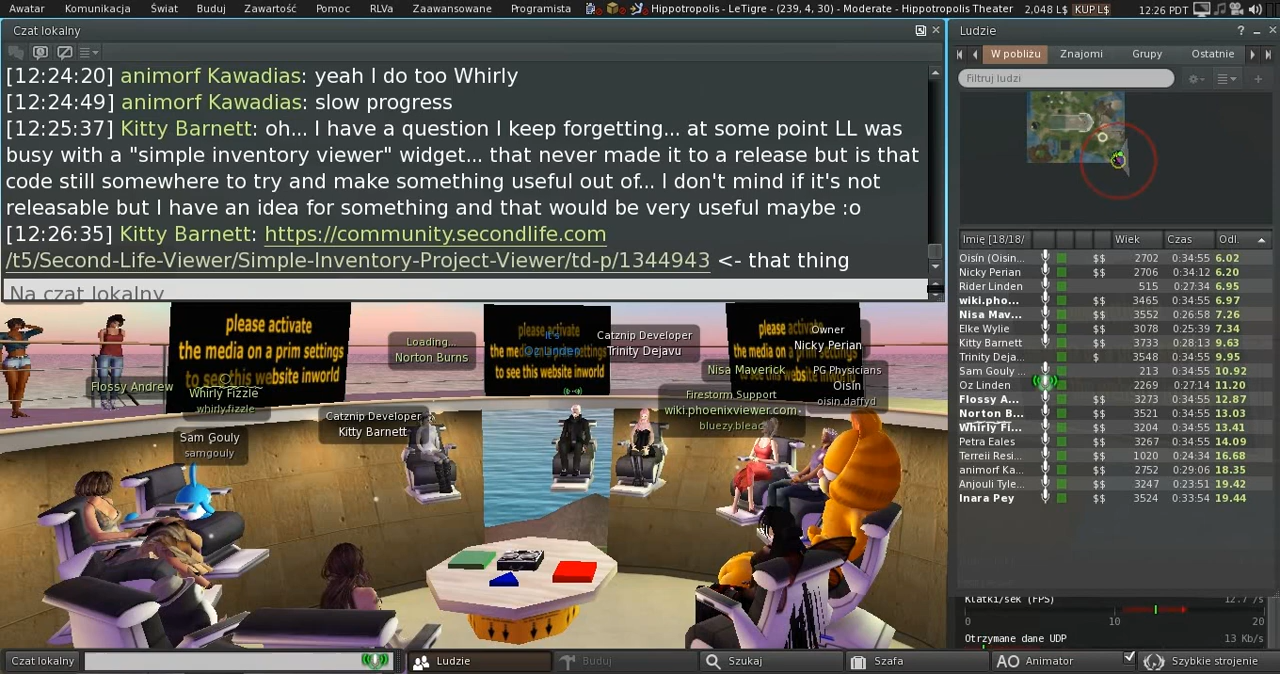 Awatar Komunikacja Świat Buduj Zawartość Pomoc RLVa Zaawansowane Programista Hippotropolis - LeTigre - (239, 4, 30) - Moderate - Hippotropolis Theater 2,048 L$ KUP L$ 12:26 PDT
Czat lokalny
[12:24:20] animorf Kawadias: yeah I do too Whirly
[12:24:49] animorf Kawadias: slow progress
[12:25:37] Kitty Barnett: oh... I have a question I keep forgetting... at some point LL was
busy with a "simple inventory viewer" widget... that never made it to a release but is that
code still somewhere to try and make something useful out of... I don't mind if it's not
releasable but I have an idea for something and that would be very useful maybe :o
[12:26:35] Kitty Barnett: https://community.secondlife.com
/t5/Second-Life-Viewer/Simple-Inventory-Project-Viewer/td-p/1344943 <- that thing
Na czat lokalny
Ludzie
W pobliżu Znajomi Grupy Ostatnie
Filtruj ludzi
Imię [18/18/ Wiek Czas Odl.
Oisín (Oisin... $$ 2702 0:34:55 6.02
Nicky Perian $$ 2706 0:34:12 6.20
Rider Linden 515 0:27:34 6.95
wiki.pho... $$ 3465 0:34:55 6.97
Nisa Mav... $$ 3552 0:26:58 7.26
Elke Wylie $$ 3078 0:25:39 7.34
Kitty Barnett $$ 3733 0:28:13 9.63
Trinity Deja... $ 3548 0:34:55 9.95
Sam Gouly ... $$ 213 0:34:55 10.92
Oz Linden 2269 0:27:14 11.20
Flossy A... $$ 3273 0:34:55 12.87
Norton B... $$ 3521 0:34:55 13.03
Whirly Fi... $$ 3204 0:34:55 13.41
Petra Eales $$ 3267 0:34:55 14.09
Terreii Resi... $$ 1020 0:24:34 16.68
animorf Ka... $$ 2752 0:29:06 18.35
Anjouli Tyle... $$ 3247 0:23:51 19.42
Inara Pey $$ 3524 0:33:54 19.44
Klatki/sek (FPS) 12.7 /s
0 10 20
Otrzymane dane UDP 13 Kb/s
please activate
the media on a prim settings
to see this website inworld
please activate
to see this website inworld
please
Flossy Andrew
Whirly Fizzle
whirly.fizzle
Sam Gouly
samgouly
Catznip Developer
Kitty Barnett
Loading...
Norton Burns
Catznip Developer
Trinity Dejavu
Owner
Nicky Perian
Nisa Maverick
PG Physicians
Oisín
oisin.daffyd
Firestorm Support
wiki.phoenixviewer.com
bluezy.bleac
Czat lokalny Ludzie Buduj Szukaj Szafa AO Animator Szybkie strojenie